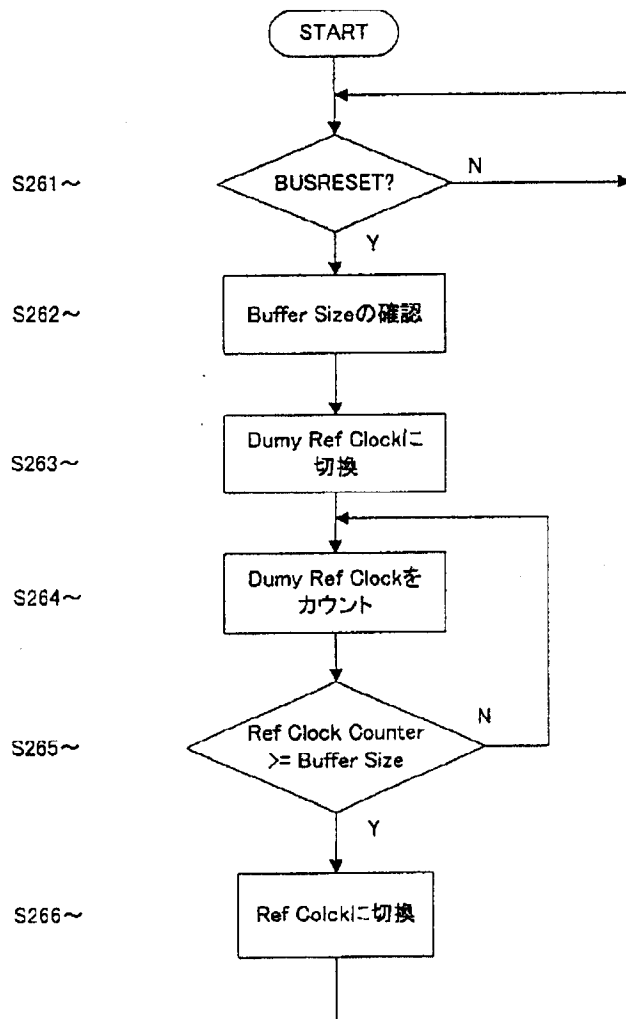 START
S261～
BUSRESET?
N
Y
S262～
Buffer Sizeの確認
S263～
Dumy Ref Clockに
切換
S264～
Dumy Ref Clockを
カウント
S265～
Ref Clock Counter
>= Buffer Size
N
Y
S266～
Ref Colckに切換